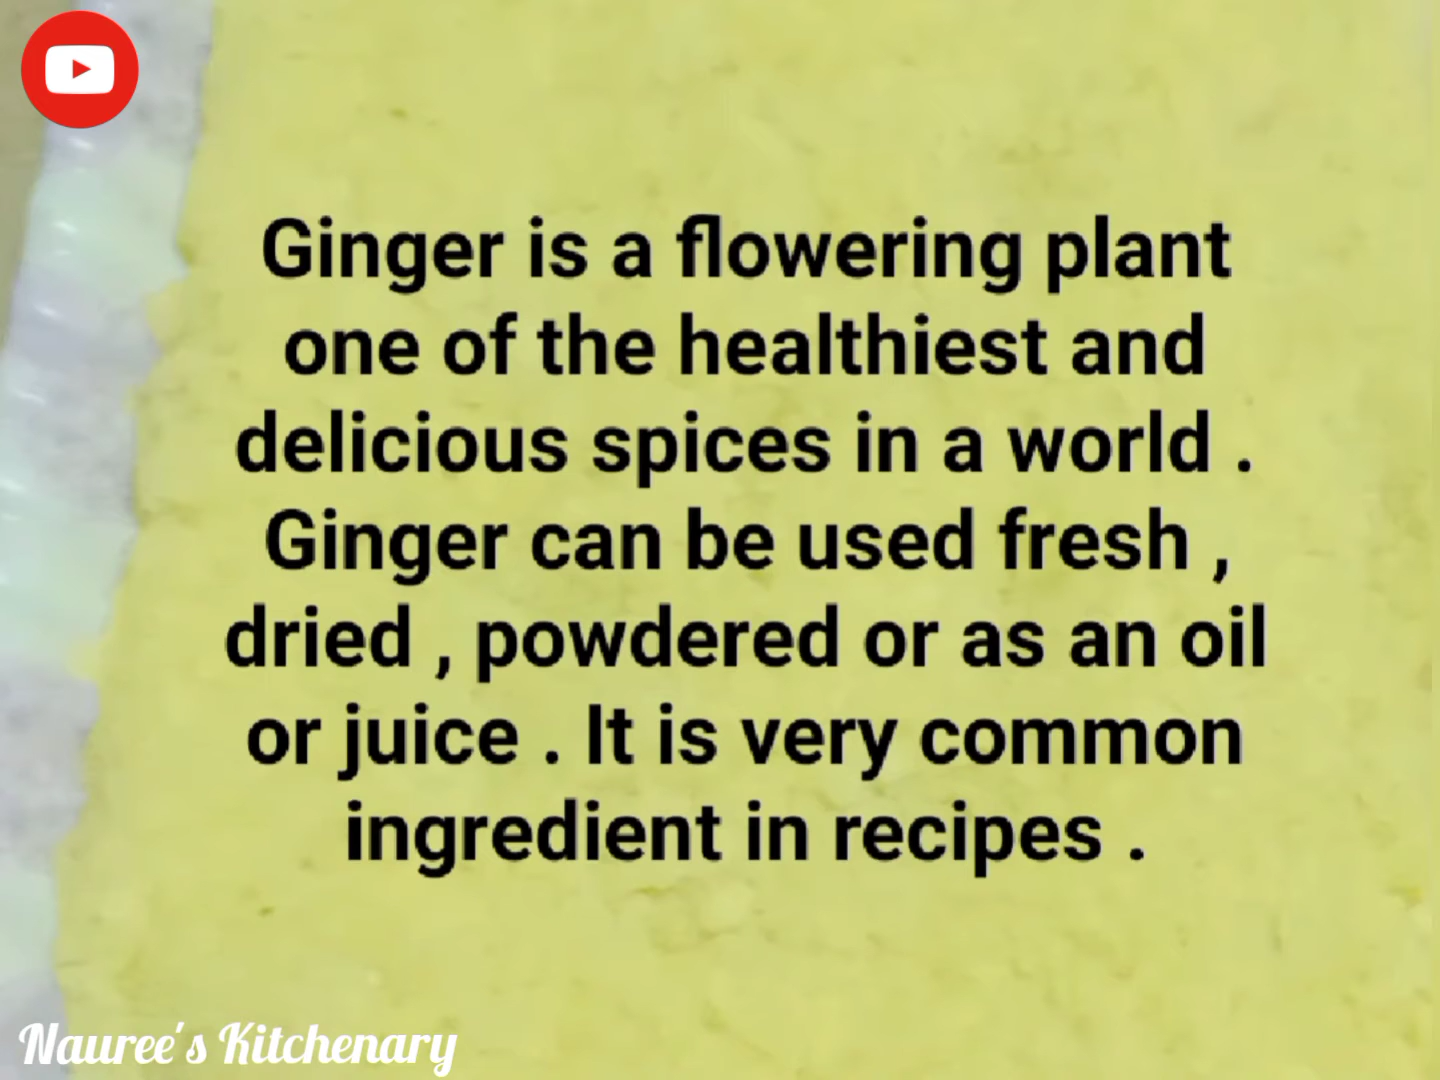 Ginger is a flowering plant
one of the healthiest and
delicious spices in a world .
Ginger can be used fresh ,
dried , powdered or as an oil
or juice . It is very common
ingredient in recipes .
Nauree's Kitchenary